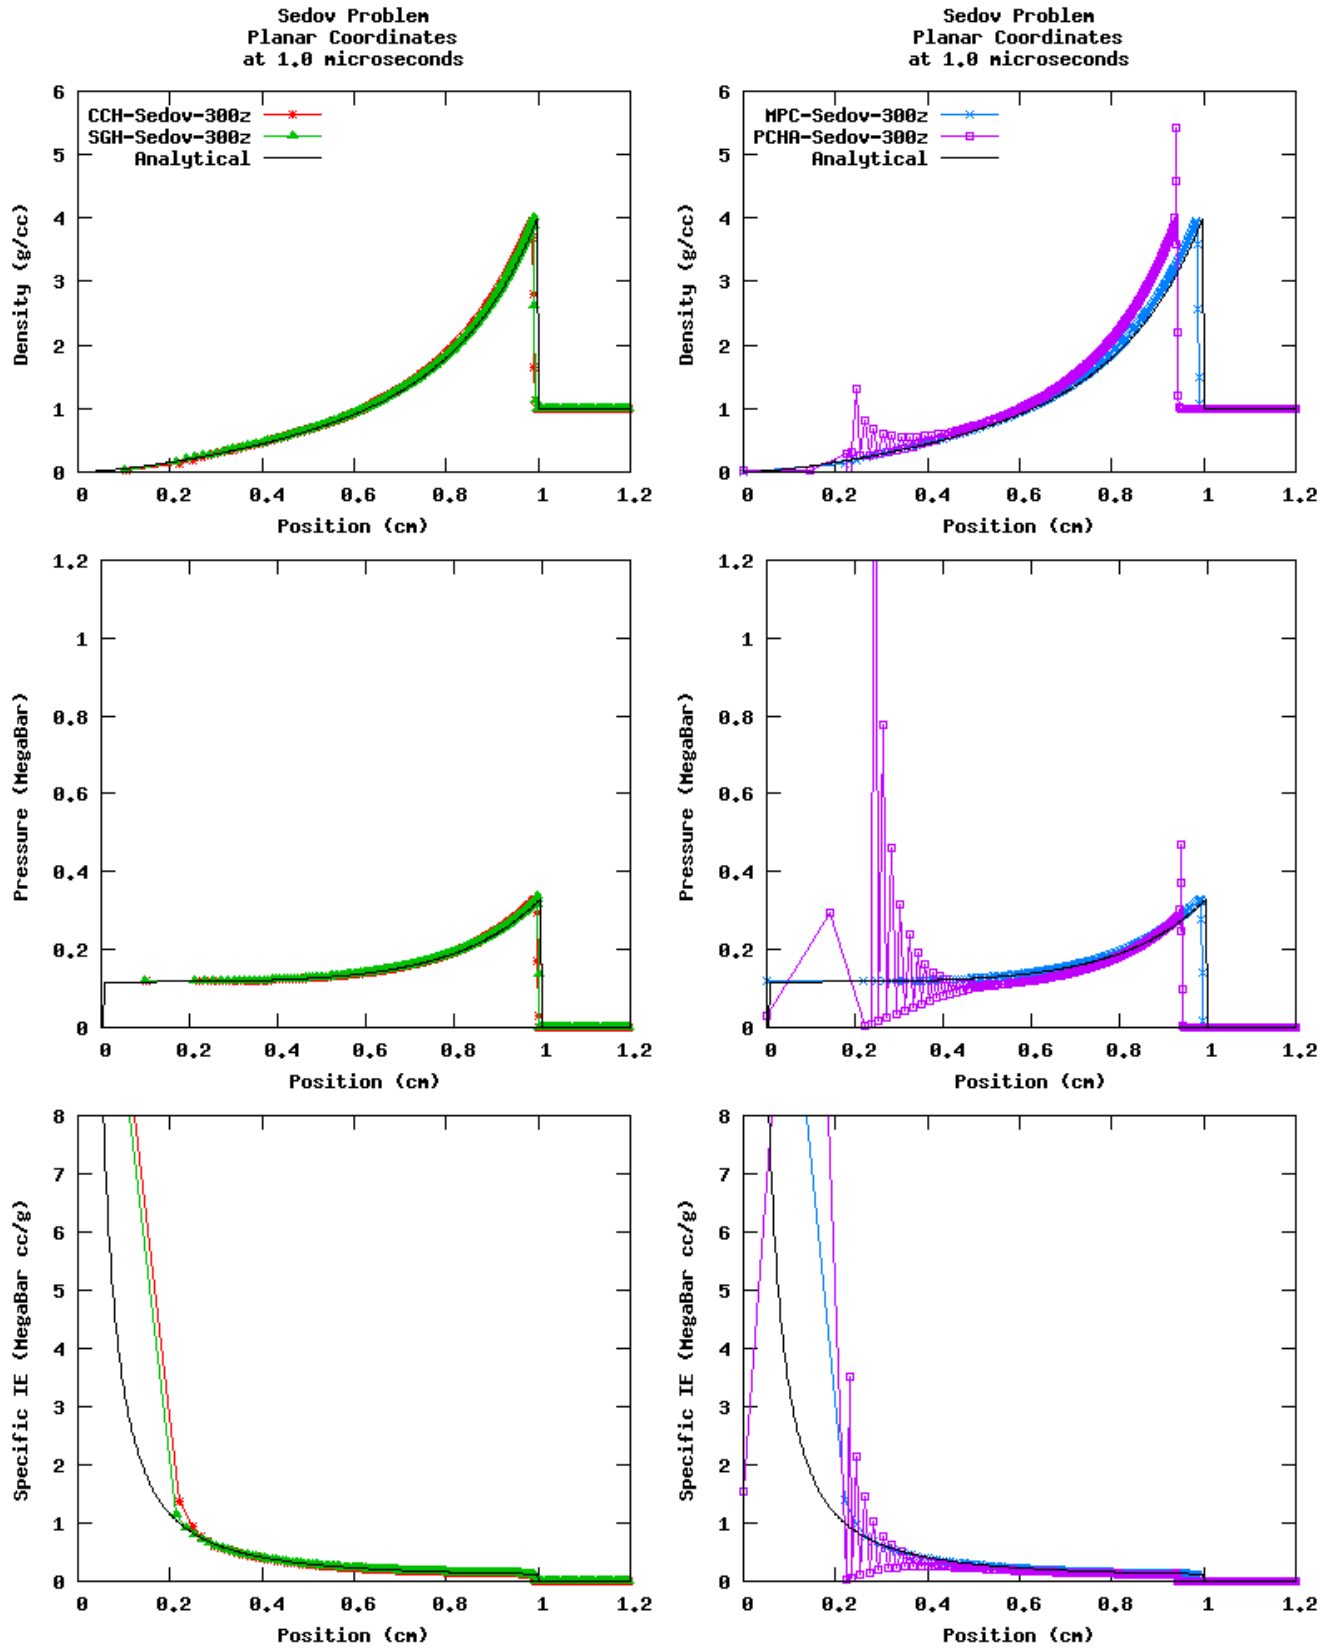 Sedov Problem
Planar Coordinates
at 1.0 microseconds
CCH-Sedov-300z
SGH-Sedov-300z
Analytical
Density (g/cc)
6
5
4
3
2
1
0
0 0.2 0.4 0.6 0.8 1 1.2
Position (cm)
Sedov Problem
Planar Coordinates
at 1.0 microseconds
MPC-Sedov-300z
PCHA-Sedov-300z
Analytical
Density (g/cc)
6
5
4
3
2
1
0
0 0.2 0.4 0.6 0.8 1 1.2
Position (cm)
Pressure (MegaBar)
1.2
1
0.8
0.6
0.4
0.2
0
0 0.2 0.4 0.6 0.8 1 1.2
Position (cm)
Pressure (MegaBar)
1.2
1
0.8
0.6
0.4
0.2
0
0 0.2 0.4 0.6 0.8 1 1.2
Position (cm)
Specific IE (MegaBar cc/g)
8
7
6
5
4
3
2
1
0
0 0.2 0.4 0.6 0.8 1 1.2
Position (cm)
Specific IE (MegaBar cc/g)
8
7
6
5
4
3
2
1
0
0 0.2 0.4 0.6 0.8 1 1.2
Position (cm)